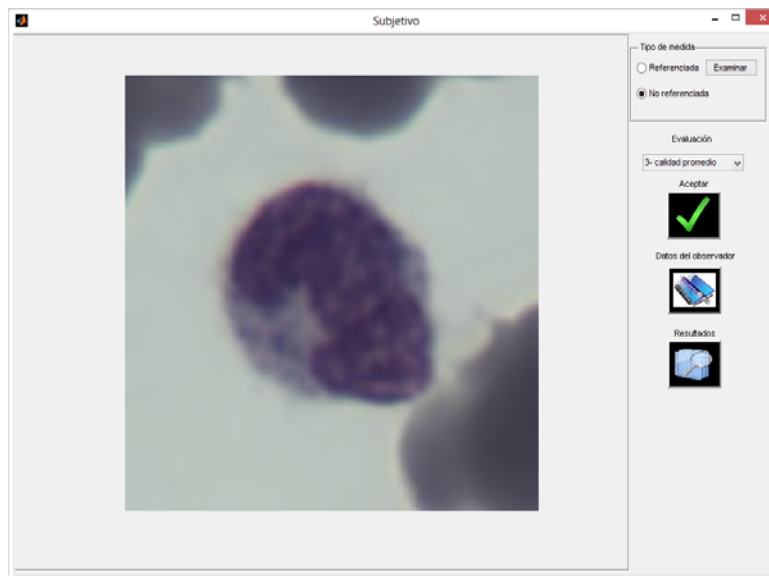 Subjetivo
Tipo de medida
Referenciada
Examinar
No referenciada
Evaluación
3- calidad promedio
Aceptar
Datos del observador
Resultados